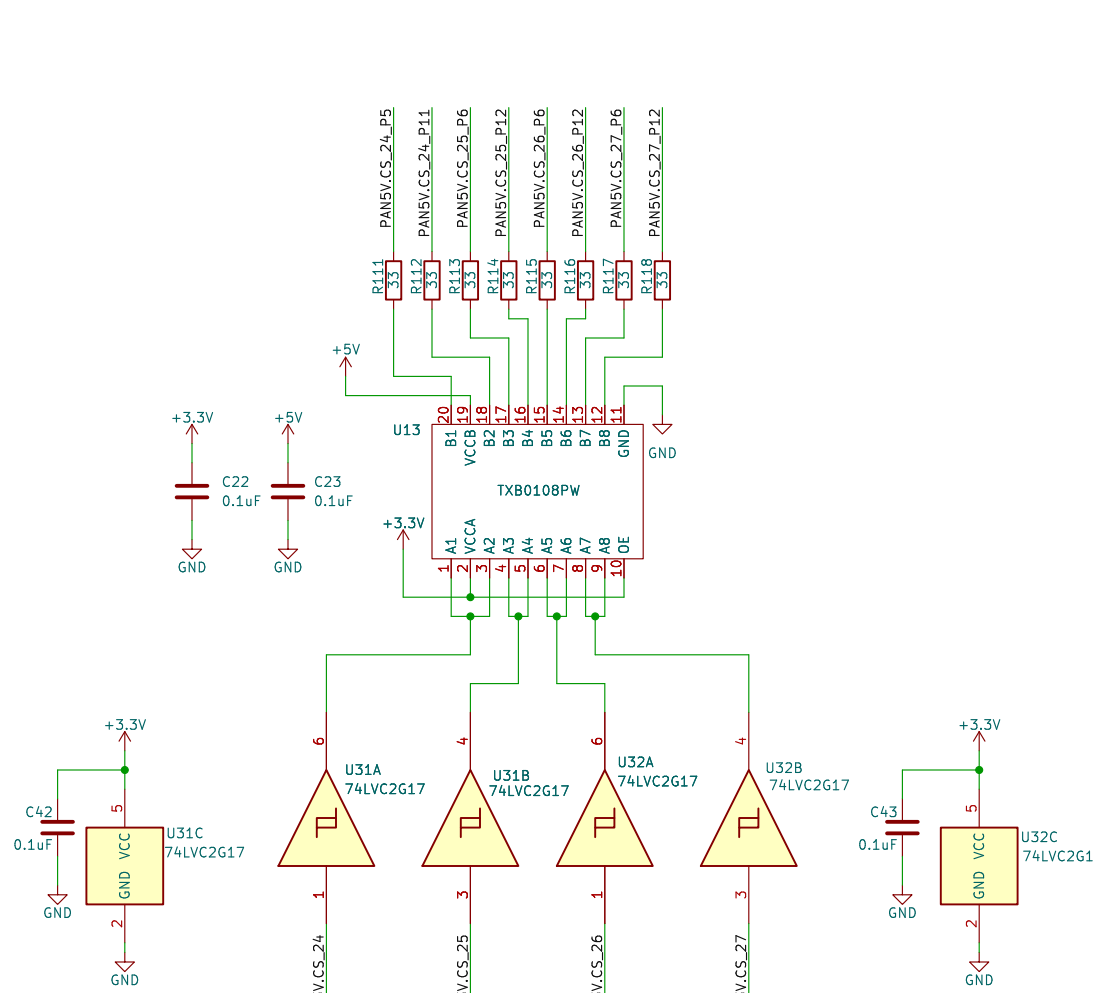 PAN5V.CS_24_P5
PAN5V.CS_24_P11
PAN5V.CS_25_P6
PAN5V.CS_25_P12
PAN5V.CS_26_P6
PAN5V.CS_26_P12
PAN5V.CS_27_P6
PAN5V.CS_27_P12
R111 33
R112 33
R113 33
R114 33
R115 33
R116 33
R117 33
R118 33
+5V
+3.3V
+5V
C22
0.1uF
C23
0.1uF
GND
GND
U13
20 19 18 17 16 15 14 13 12 11
B1 VCCB B2 B3 B4 B5 B6 B7 B8 GND
GND
TXB0108PW
+3.3V
A1 VCCA A2 A3 A4 A5 A6 A7 A8 OE
1 2 3 4 5 6 7 8 9 10
+3.3V
C42
0.1uF
GND
5
VCC
GND
2
U31C
74LVC2G17
GND
6
U31A
74LVC2G17
1
V.CS_24
4
U31B
74LVC2G17
3
V.CS_25
6
U32A
74LVC2G17
1
V.CS_26
4
U32B
74LVC2G17
3
V.CS_27
+3.3V
C43
0.1uF
GND
5
VCC
GND
2
U32C
74LVC2G1
GND